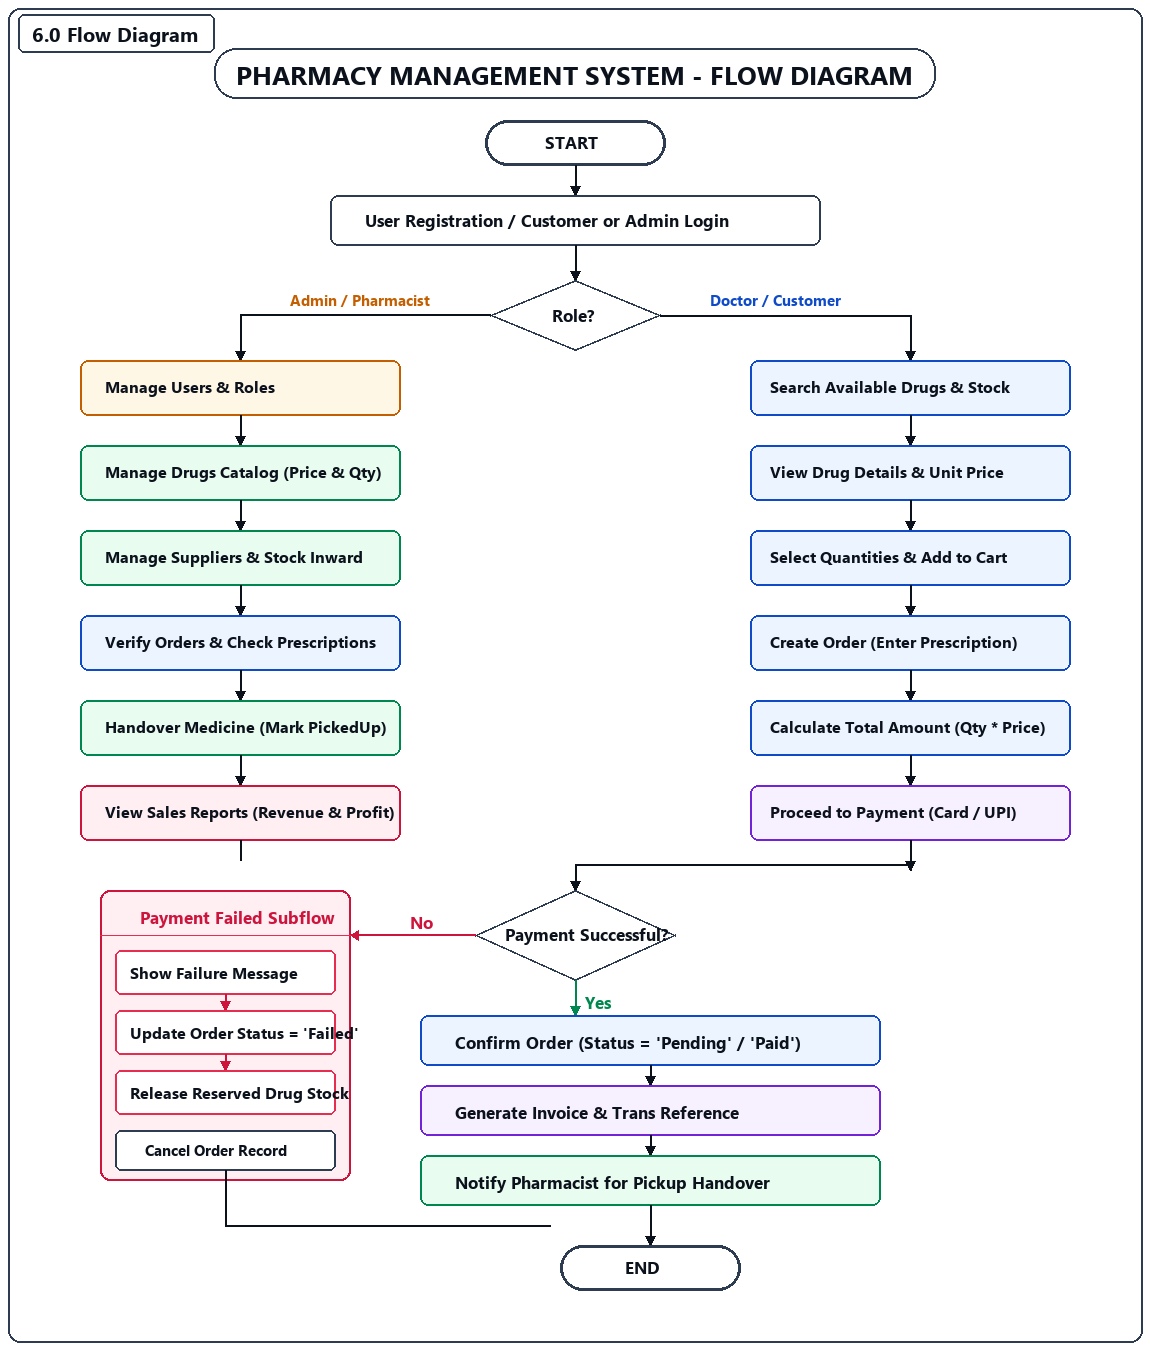 6.0 Flow Diagram
PHARMACY MANAGEMENT SYSTEM - FLOW DIAGRAM
START
User Registration / Customer or Admin Login
Role?
Admin / Pharmacist
Doctor / Customer
Manage Users & Roles
Manage Drugs Catalog (Price & Qty)
Manage Suppliers & Stock Inward
Verify Orders & Check Prescriptions
Handover Medicine (Mark PickedUp)
View Sales Reports (Revenue & Profit)
Search Available Drugs & Stock
View Drug Details & Unit Price
Select Quantities & Add to Cart
Create Order (Enter Prescription)
Calculate Total Amount (Qty * Price)
Proceed to Payment (Card / UPI)
Payment Successful?
No
Yes
Payment Failed Subflow
Show Failure Message
Update Order Status = 'Failed'
Release Reserved Drug Stock
Cancel Order Record
Confirm Order (Status = 'Pending' / 'Paid')
Generate Invoice & Trans Reference
Notify Pharmacist for Pickup Handover
END